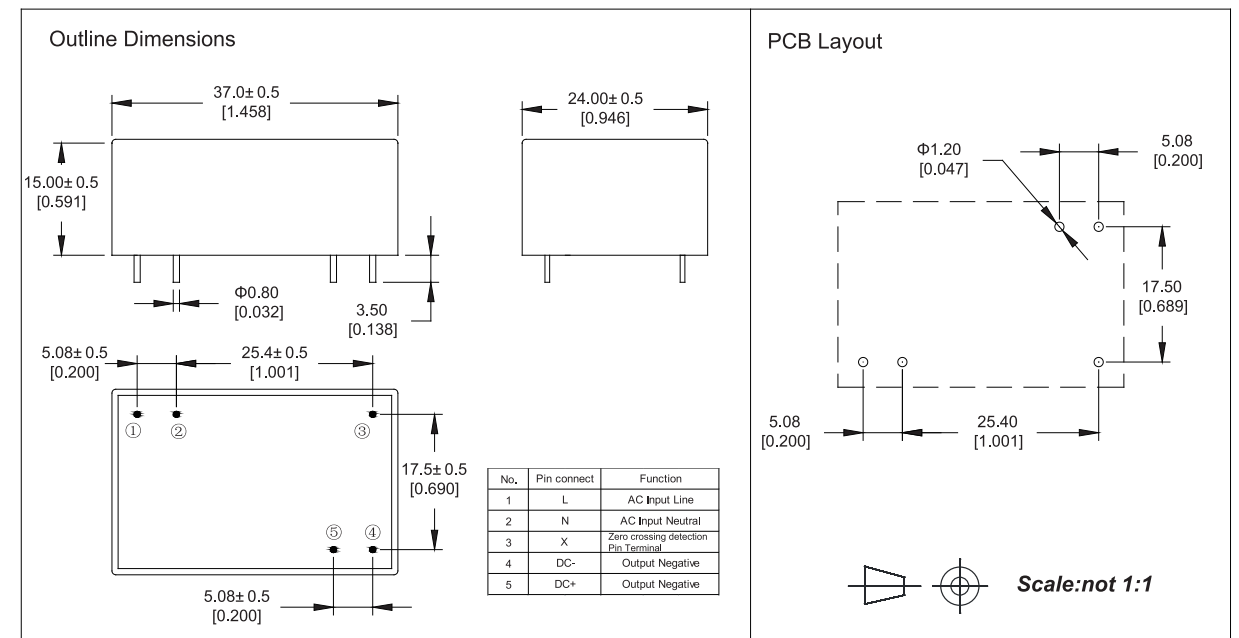 Outline Dimensions
37.0± 0.5
[1.458]
24.00± 0.5
[0.946]
15.00± 0.5
[0.591]
Φ0.80
[0.032]
3.50
[0.138]
5.08± 0.5
[0.200]
25.4± 0.5
[1.001]
①
②
③
17.5± 0.5
[0.690]
⑤
④
5.08± 0.5
[0.200]
No. Pin connect Function
1 L AC Input Line
2 N AC Input Neutral
3 X Zero crossing detection
Pin Terminal
4 DC- Output Negative
5 DC+ Output Negative
PCB Layout
Φ1.20
[0.047]
5.08
[0.200]
17.50
[0.689]
5.08
[0.200]
25.40
[1.001]
Scale:not 1:1